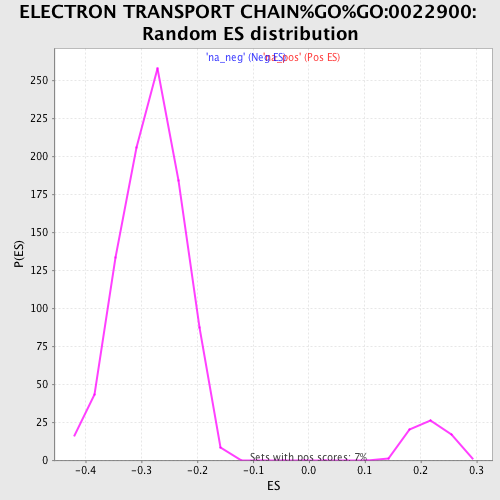 ELECTRON TRANSPORT CHAIN%GO%GO:0022900:
Random ES distribution
'na_neg' (Neg ES)
'na_pos' (Pos ES)
250
225
200
175
150
125
100
75
50
25
0
P(ES)
Sets with pos scores: 7%
-0.4 -0.3 -0.2 -0.1 0.0 0.1 0.2 0.3
ES